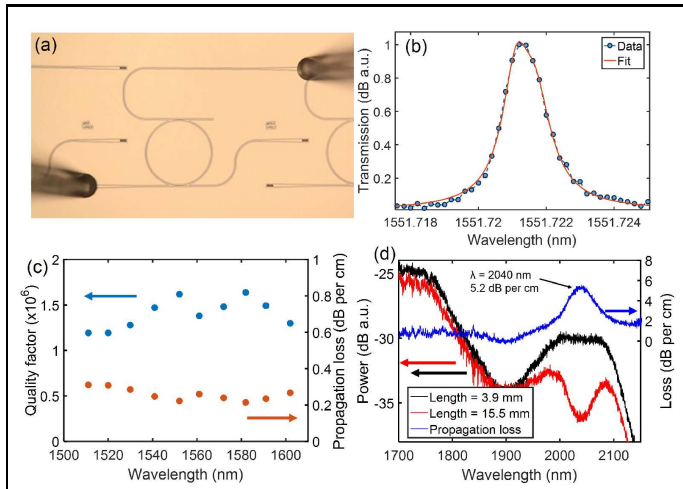 (a)
(b)
Transmission (dB a.u.)
1
0.8
0.6
0.4
0.2
Data
Fit
1551.718
1551.72
1551.722
1551.724
Wavelength (nm)
(c)
Quality factor (x10⁶)
2
1.5
1
0.5
0
1
0.8
0.6
0.4
0.2
0
Propagation loss (dB per cm)
1500
1520
1540
1560
1580
1600
Wavelength (nm)
(d)
Power (dB a.u.)
-25
-30
-35
λ = 2040 nm
5.2 dB per cm
8
6
4
2
0
Loss (dB per cm)
Length = 3.9 mm
Length = 15.5 mm
Propagation loss
1700
1800
1900
2000
2100
Wavelength (nm)